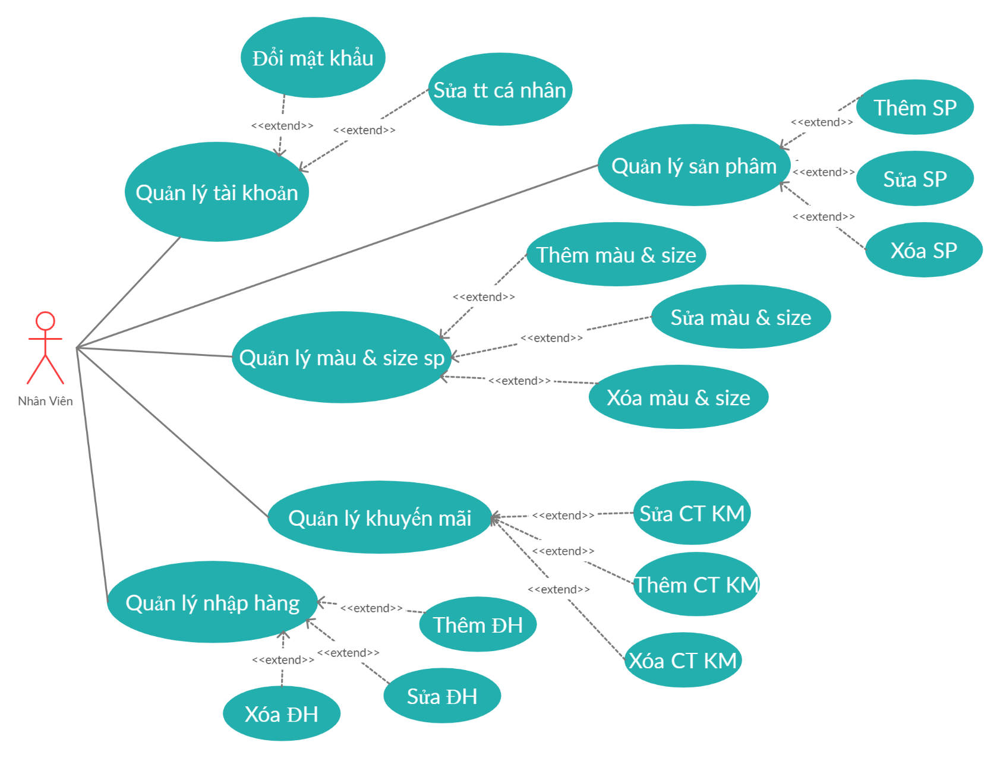 Đổi mật khẩu
Sửa tt cá nhân
Thêm SP
<<extend>>
<<extend>>
<<extend>>
Quản lý sản phâm
<<extend>>
Sửa SP
Quản lý tài khoản
<<extend>>
Xóa SP
Thêm màu & size
<<extend>>
Sửa màu & size
<<extend>>
Quản lý màu & size sp
<<extend>>
Xóa màu & size
Nhân Viên
Sửa CT KM
<<extend>>
Quản lý khuyến mãi
<<extend>>
Thêm CT KM
<<extend>>
Quản lý nhập hàng
<<extend>>
Thêm ĐH
<<extend>>
<<extend>>
Xóa CT KM
Sửa ĐH
Xóa ĐH